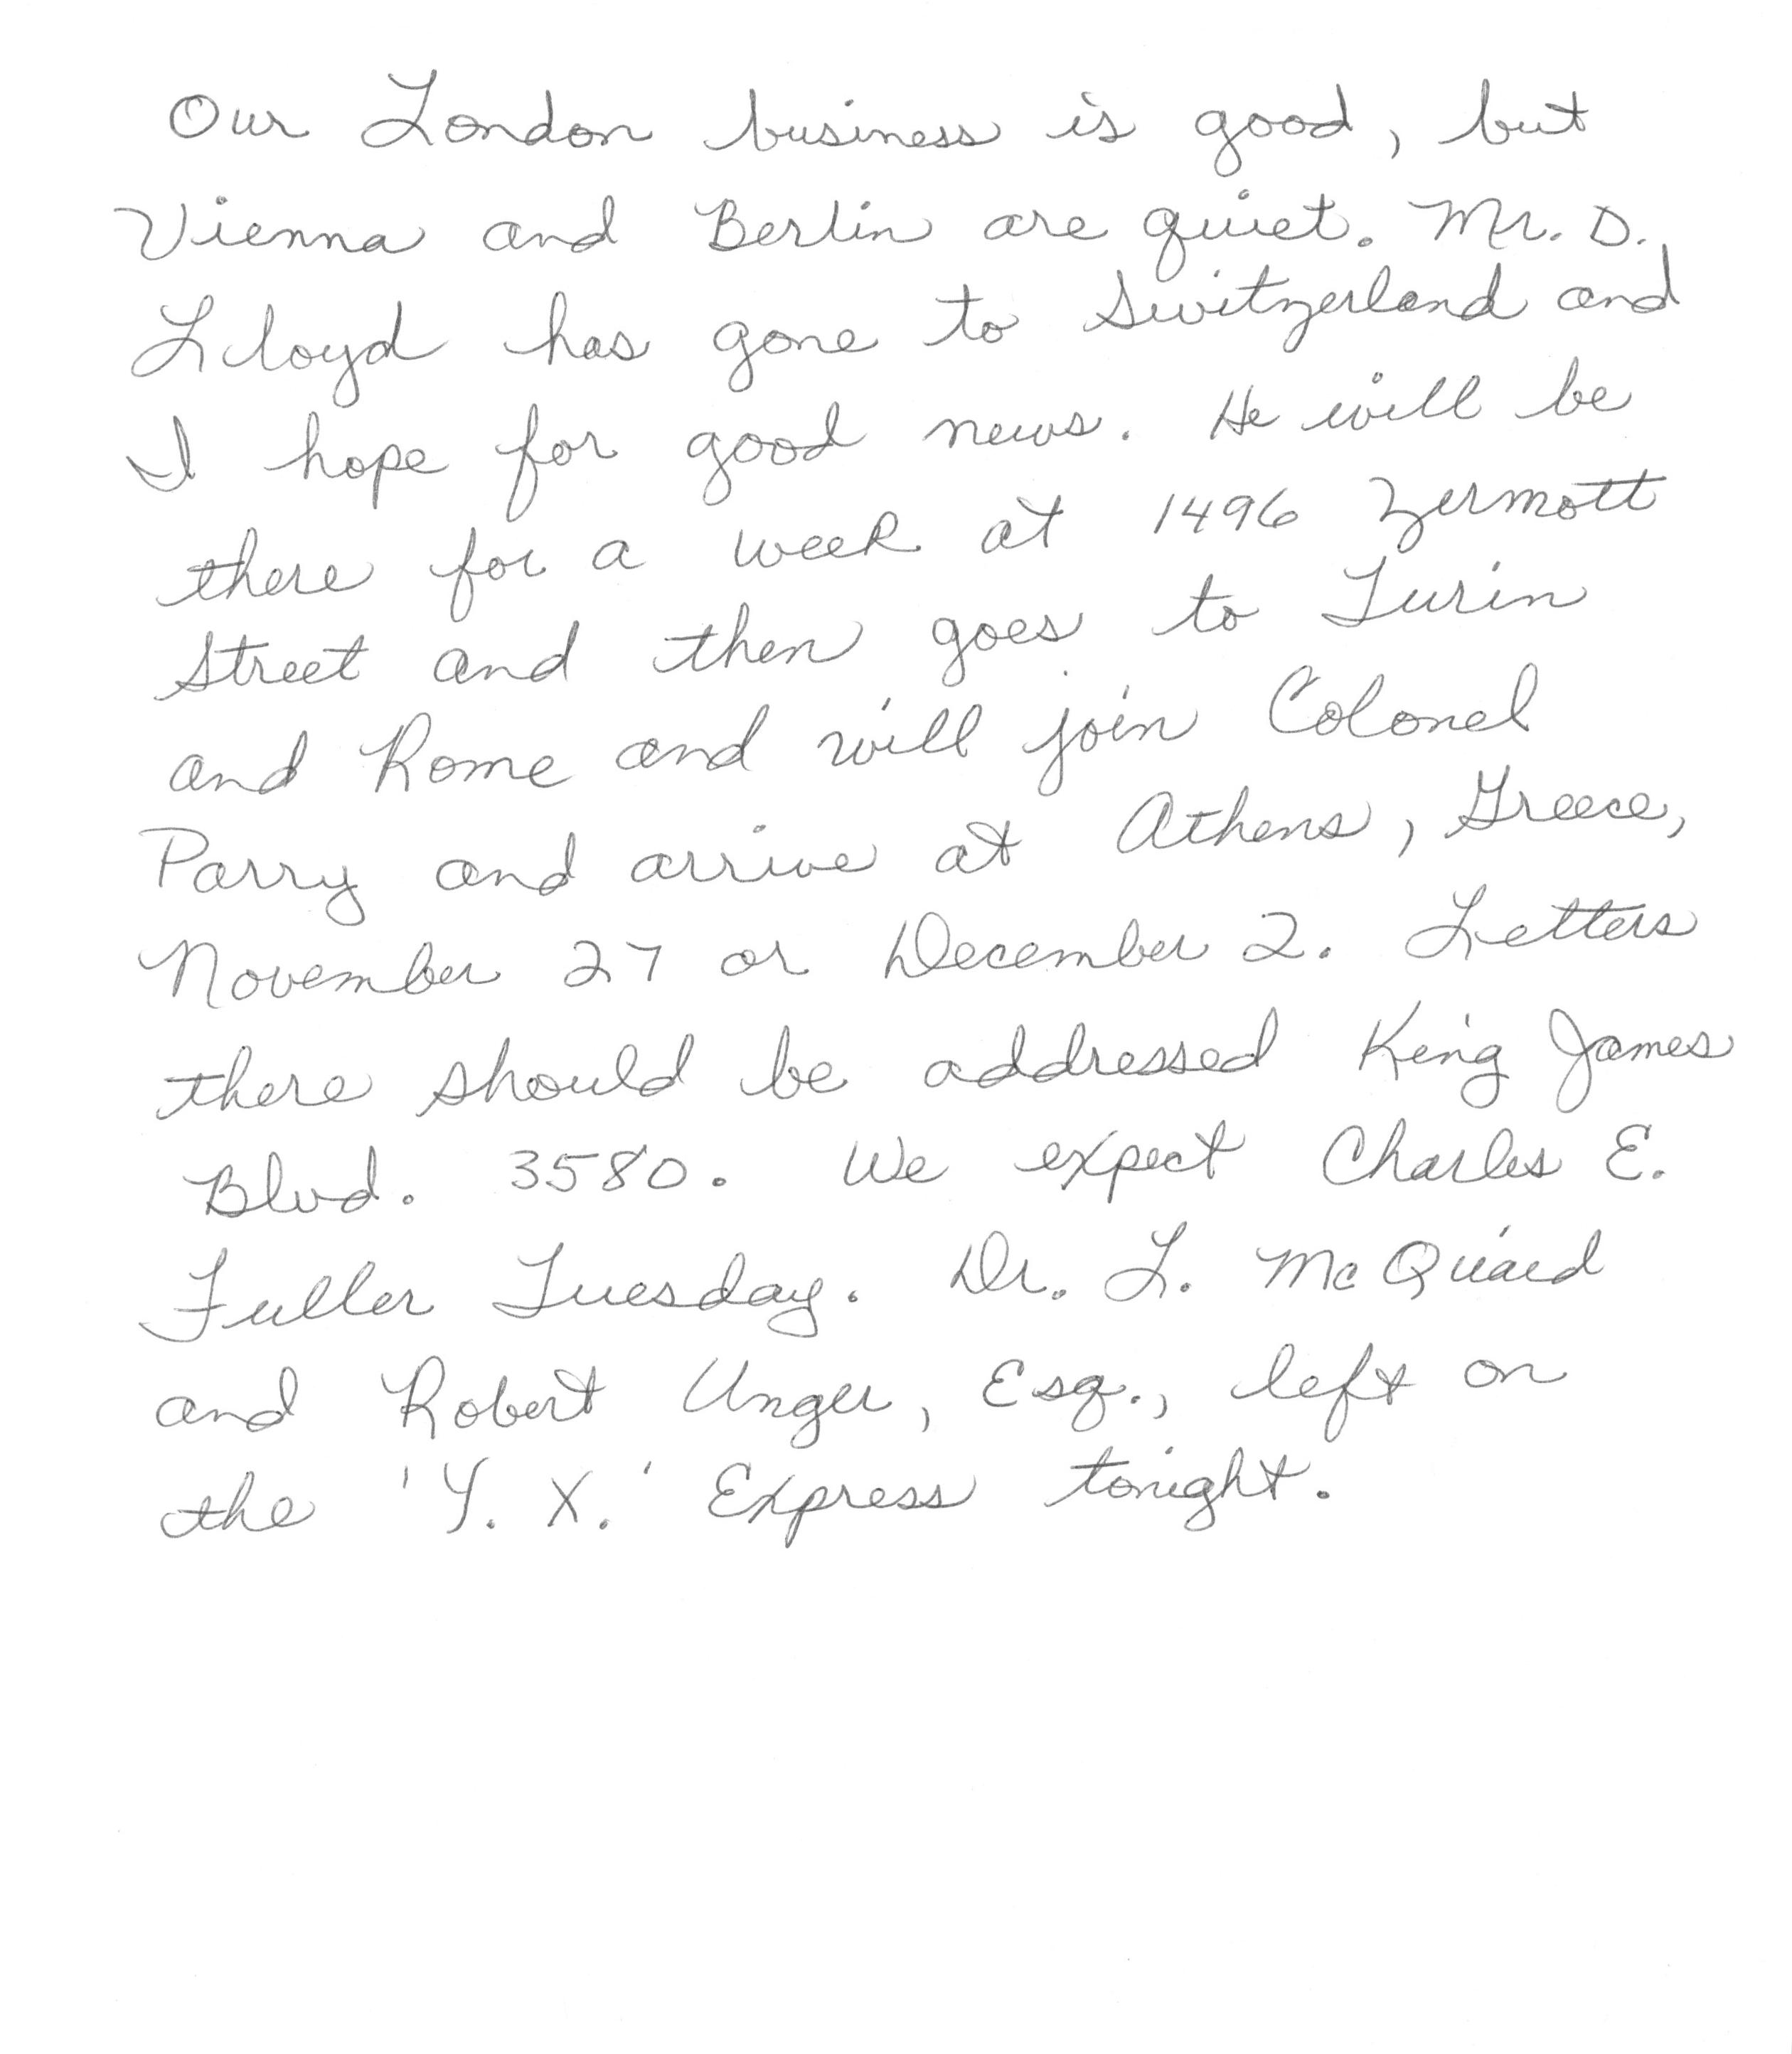 Our London business is good, but
Vienna and Berlin are quiet. Mr. D.
Lloyd has gone to Switzerland and
I hope for good news. He will be
there for a week at 1496 Zermott
Street and then goes to Turin
and Rome and will join Colonel
Parry and arrive at Athens, Greece,
November 27 or December 2. Letters
there should be addressed King James
Blvd. 3580. We expect Charles E.
Fuller Tuesday. Dr. L. McQuaid
and Robert Unger, Esq., left on
the 'Y. X.' Express tonight.